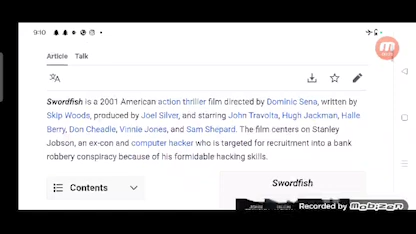 9:10
Article Talk
Swordfish is a 2001 American action thriller film directed by Dominic Sena, written by
Skip Woods, produced by Joel Silver, and starring John Travolta, Hugh Jackman, Halle
Berry, Don Cheadle, Vinnie Jones, and Sam Shepard. The film centers on Stanley
Jobson, an ex-con and computer hacker who is targeted for recruitment into a bank
robbery conspiracy because of his formidable hacking skills.
Contents
Swordfish
Recorded by mobizen